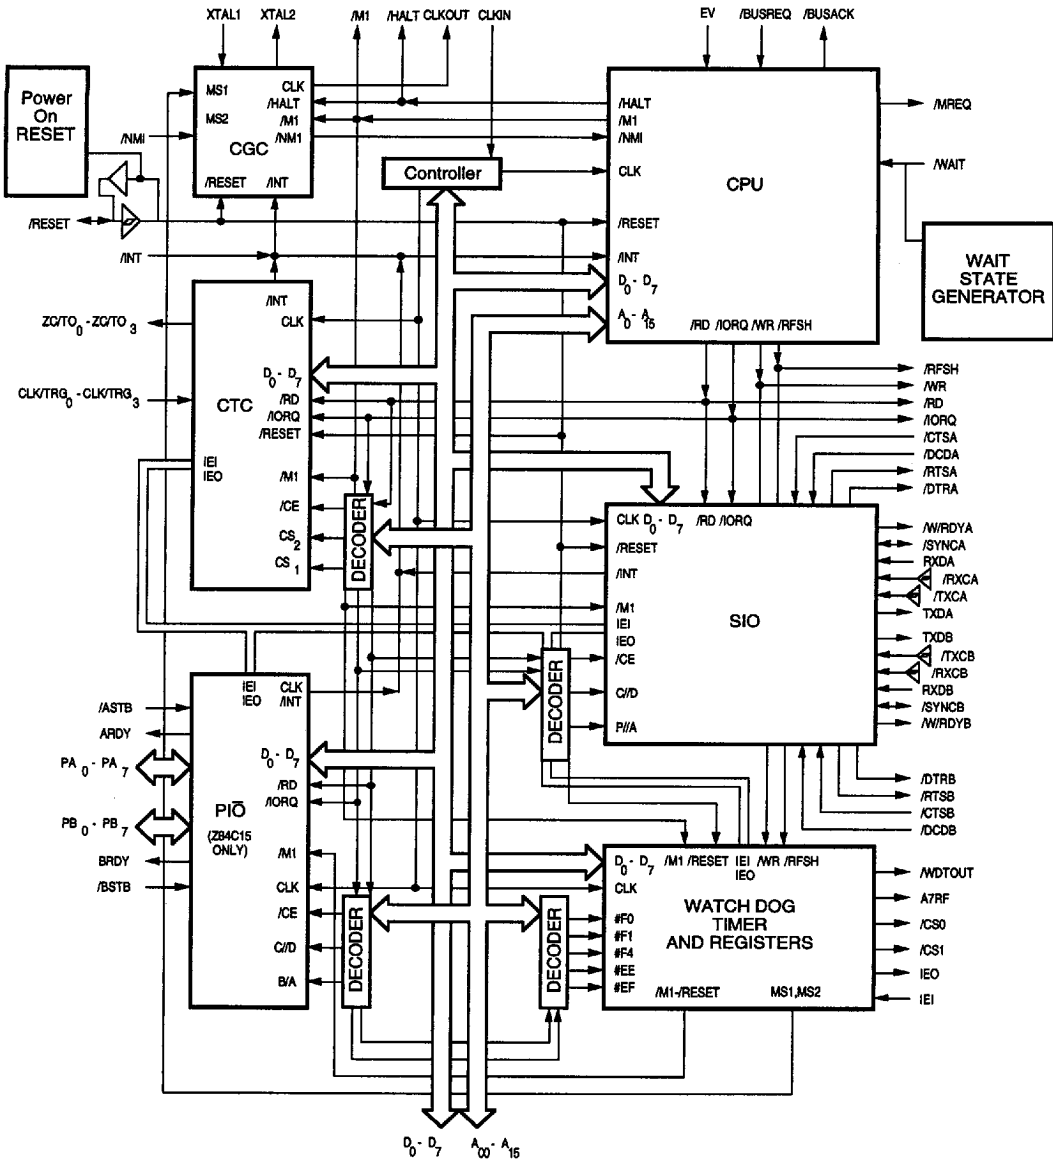 XTAL1 XTAL2 /M1 /HALT CLKOUT CLKIN EV /BUSREQ /BUSACK
Power
On
RESET
MS1
MS2
CLK
/HALT
/M1
/NM1
CGC
/RESET /INT
/NMI
/RESET
/INT
Controller
/HALT
/M1
/NMI
CLK
CPU
/RESET
/INT
D0 - D7
A0 - A15
/RD /IORQ /WR /RFSH
/MREQ
/WAIT
WAIT
STATE
GENERATOR
ZC/TO0 - ZC/TO3
CLK/TRG0 - CLK/TRG3
/INT
CLK
D0 - D7
CTC
/RD
/IORQ
/RESET
IEI
IEO
/M1
/CE
CS2
CS1
DECODER
/RFSH
/WR
/RD
/IORQ
/CTSA
/DCDA
/RTSA
/DTRA
CLK D0 - D7 /RD /IORQ
/RESET
/INT
/M1
IEI
IEO
/CE
C//D
P//A
SIO
DECODER
/W/RDYA
/SYNCA
RXDA
/RXCA
/TXCA
TXDA
TXDB
/TXCB
/RXCB
RXDB
/SYNCB
/W/RDYB
/DTRB
/RTSB
/CTSB
/DCDB
/ASTB
ARDY
PA0 - PA7
PB0 - PB7
BRDY
/BSTB
IEI
IEO
CLK
/INT
D0 - D7
/RD
/IORQ
PIO
(Z84C15
ONLY)
/M1
CLK
/CE
C//D
B/A
DECODER
DECODER
D0 - D7 /M1 /RESET IEI /WR /RFSH
IEO
CLK
WATCH DOG
TIMER
AND REGISTERS
#F0
#F1
#F4
#EE
#EF
/M1-/RESET MS1,MS2
/WDTOUT
A7RF
/CS0
/CS1
IEO
IEI
D0 - D7 A00 - A15